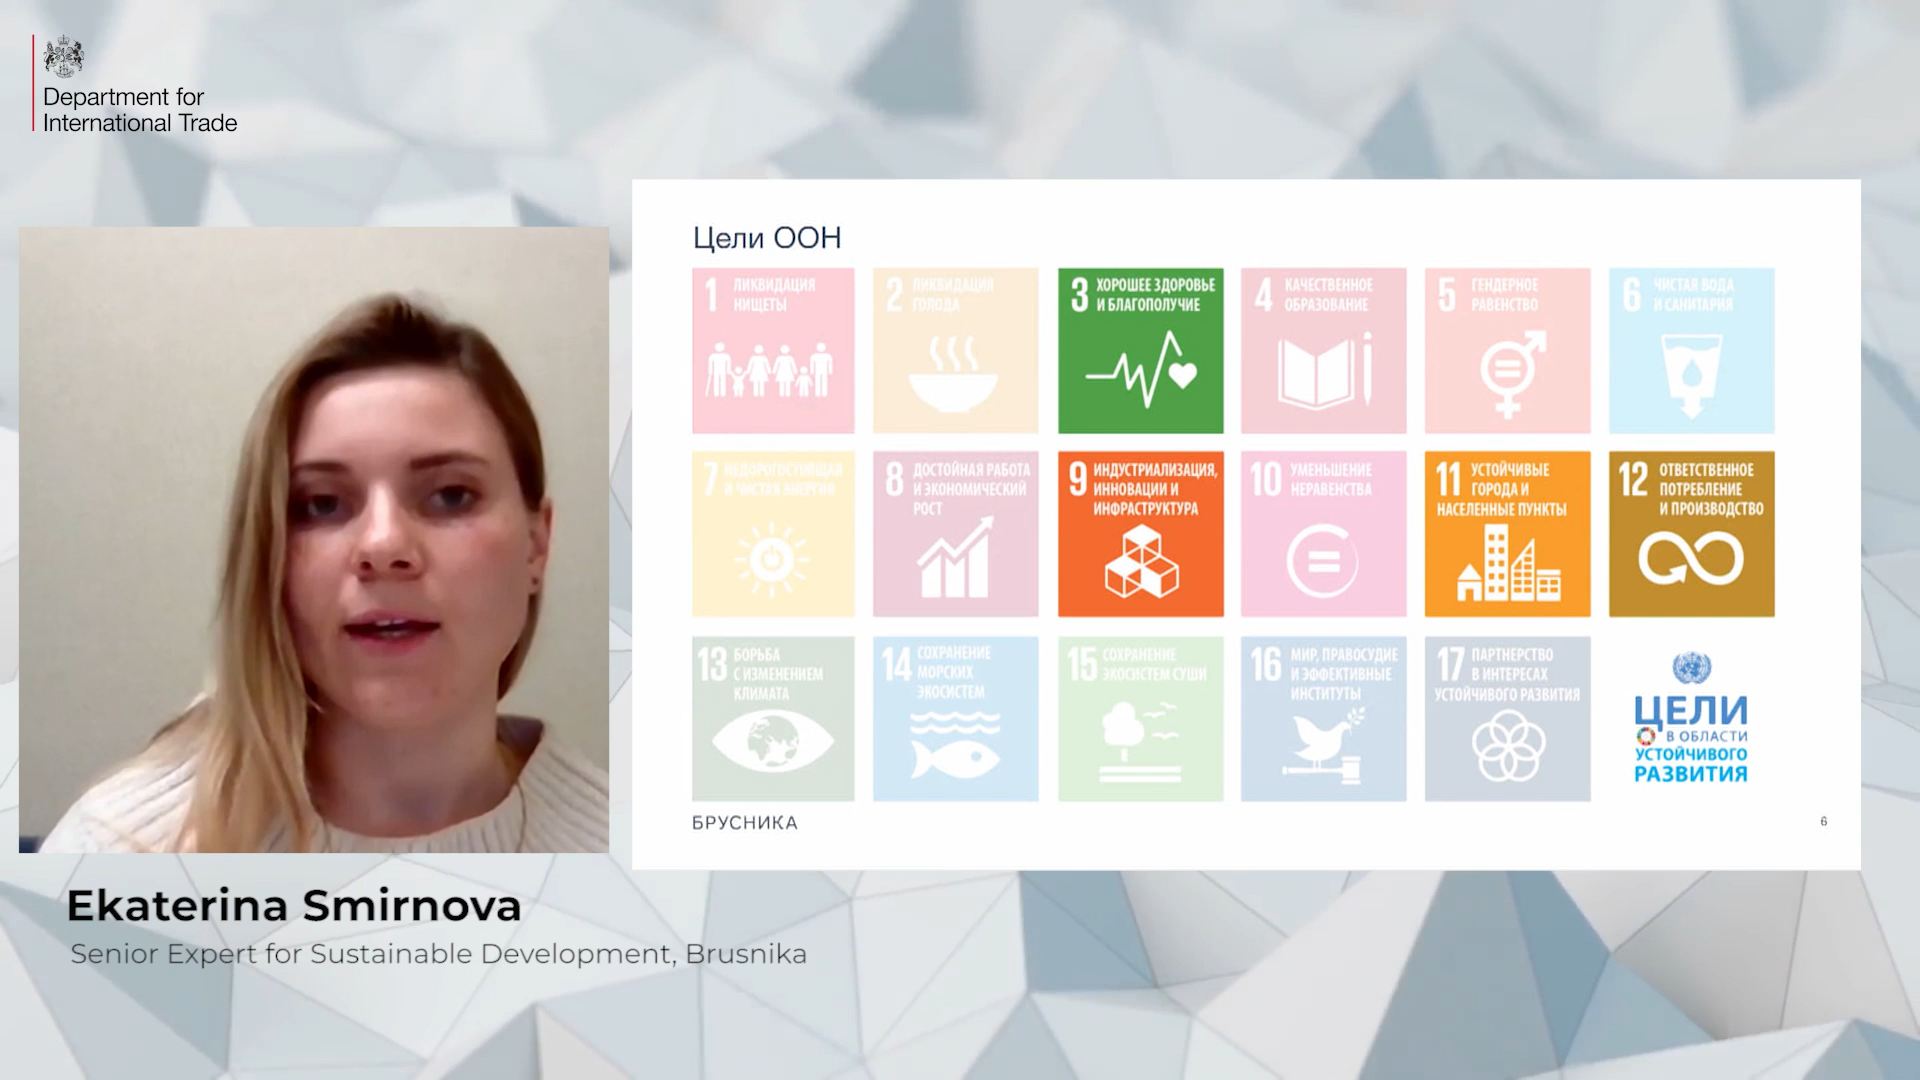 Department for
International Trade
Цели ООН
1 ЛИКВИДАЦИЯ
НИЩЕТЫ
2 ЛИКВИДАЦИЯ
ГОЛОДА
3 ХОРОШЕЕ ЗДОРОВЬЕ
И БЛАГОПОЛУЧИЕ
4 КАЧЕСТВЕННОЕ
ОБРАЗОВАНИЕ
5 ГЕНДЕРНОЕ
РАВЕНСТВО
6 ЧИСТАЯ ВОДА
И САНИТАРИЯ
7 НЕДОРОГОСТОЯЩАЯ
И ЧИСТАЯ ЭНЕРГИЯ
8 ДОСТОЙНАЯ РАБОТА
И ЭКОНОМИЧЕСКИЙ
РОСТ
9 ИНДУСТРИАЛИЗАЦИЯ,
ИННОВАЦИИ И
ИНФРАСТРУКТУРА
10 УМЕНЬШЕНИЕ
НЕРАВЕНСТВА
11 УСТОЙЧИВЫЕ
ГОРОДА И
НАСЕЛЕННЫЕ ПУНКТЫ
12 ОТВЕТСТВЕННОЕ
ПОТРЕБЛЕНИЕ
И ПРОИЗВОДСТВО
13 БОРЬБА
С ИЗМЕНЕНИЕМ
КЛИМАТА
14 СОХРАНЕНИЕ
МОРСКИХ
ЭКОСИСТЕМ
15 СОХРАНЕНИЕ
ЭКОСИСТЕМ СУШИ
16 МИР, ПРАВОСУДИЕ
И ЭФФЕКТИВНЫЕ
ИНСТИТУТЫ
17 ПАРТНЕРСТВО
В ИНТЕРЕСАХ
УСТОЙЧИВОГО РАЗВИТИЯ
ЦЕЛИ
В ОБЛАСТИ
УСТОЙЧИВОГО
РАЗВИТИЯ
БРУСНИКА
6
Ekaterina Smirnova
Senior Expert for Sustainable Development, Brusnika